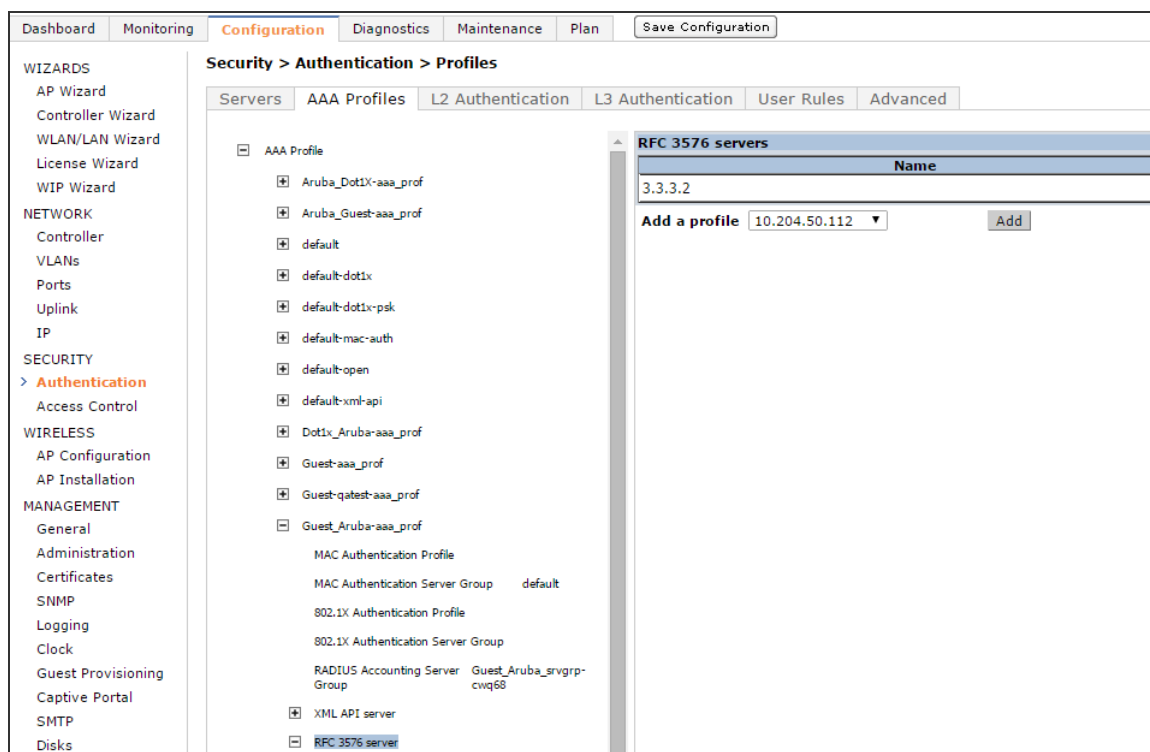 Dashboard Monitoring Configuration Diagnostics Maintenance Plan Save Configuration
WIZARDS
AP Wizard
Controller Wizard
WLAN/LAN Wizard
License Wizard
WIP Wizard
NETWORK
Controller
VLANs
Ports
Uplink
IP
SECURITY
Authentication
Access Control
WIRELESS
AP Configuration
AP Installation
MANAGEMENT
General
Administration
Certificates
SNMP
Logging
Clock
Guest Provisioning
Captive Portal
SMTP
Disks
Security > Authentication > Profiles
Servers AAA Profiles L2 Authentication L3 Authentication User Rules Advanced
AAA Profile
Aruba_Dot1X-aaa_prof
Aruba_Guest-aaa_prof
default
default-dot1x
default-dot1x-psk
default-mac-auth
default-open
default-xml-api
Dot1x_Aruba-aaa_prof
Guest-aaa_prof
Guest-qatest-aaa_prof
Guest_Aruba-aaa_prof
MAC Authentication Profile
MAC Authentication Server Group default
802.1X Authentication Profile
802.1X Authentication Server Group
RADIUS Accounting Server Guest_Aruba_srvgrp-
Group cwq68
XML API server
RFC 3576 server
RFC 3576 servers
Name
3.3.3.2
Add a profile 10.204.50.112 Add